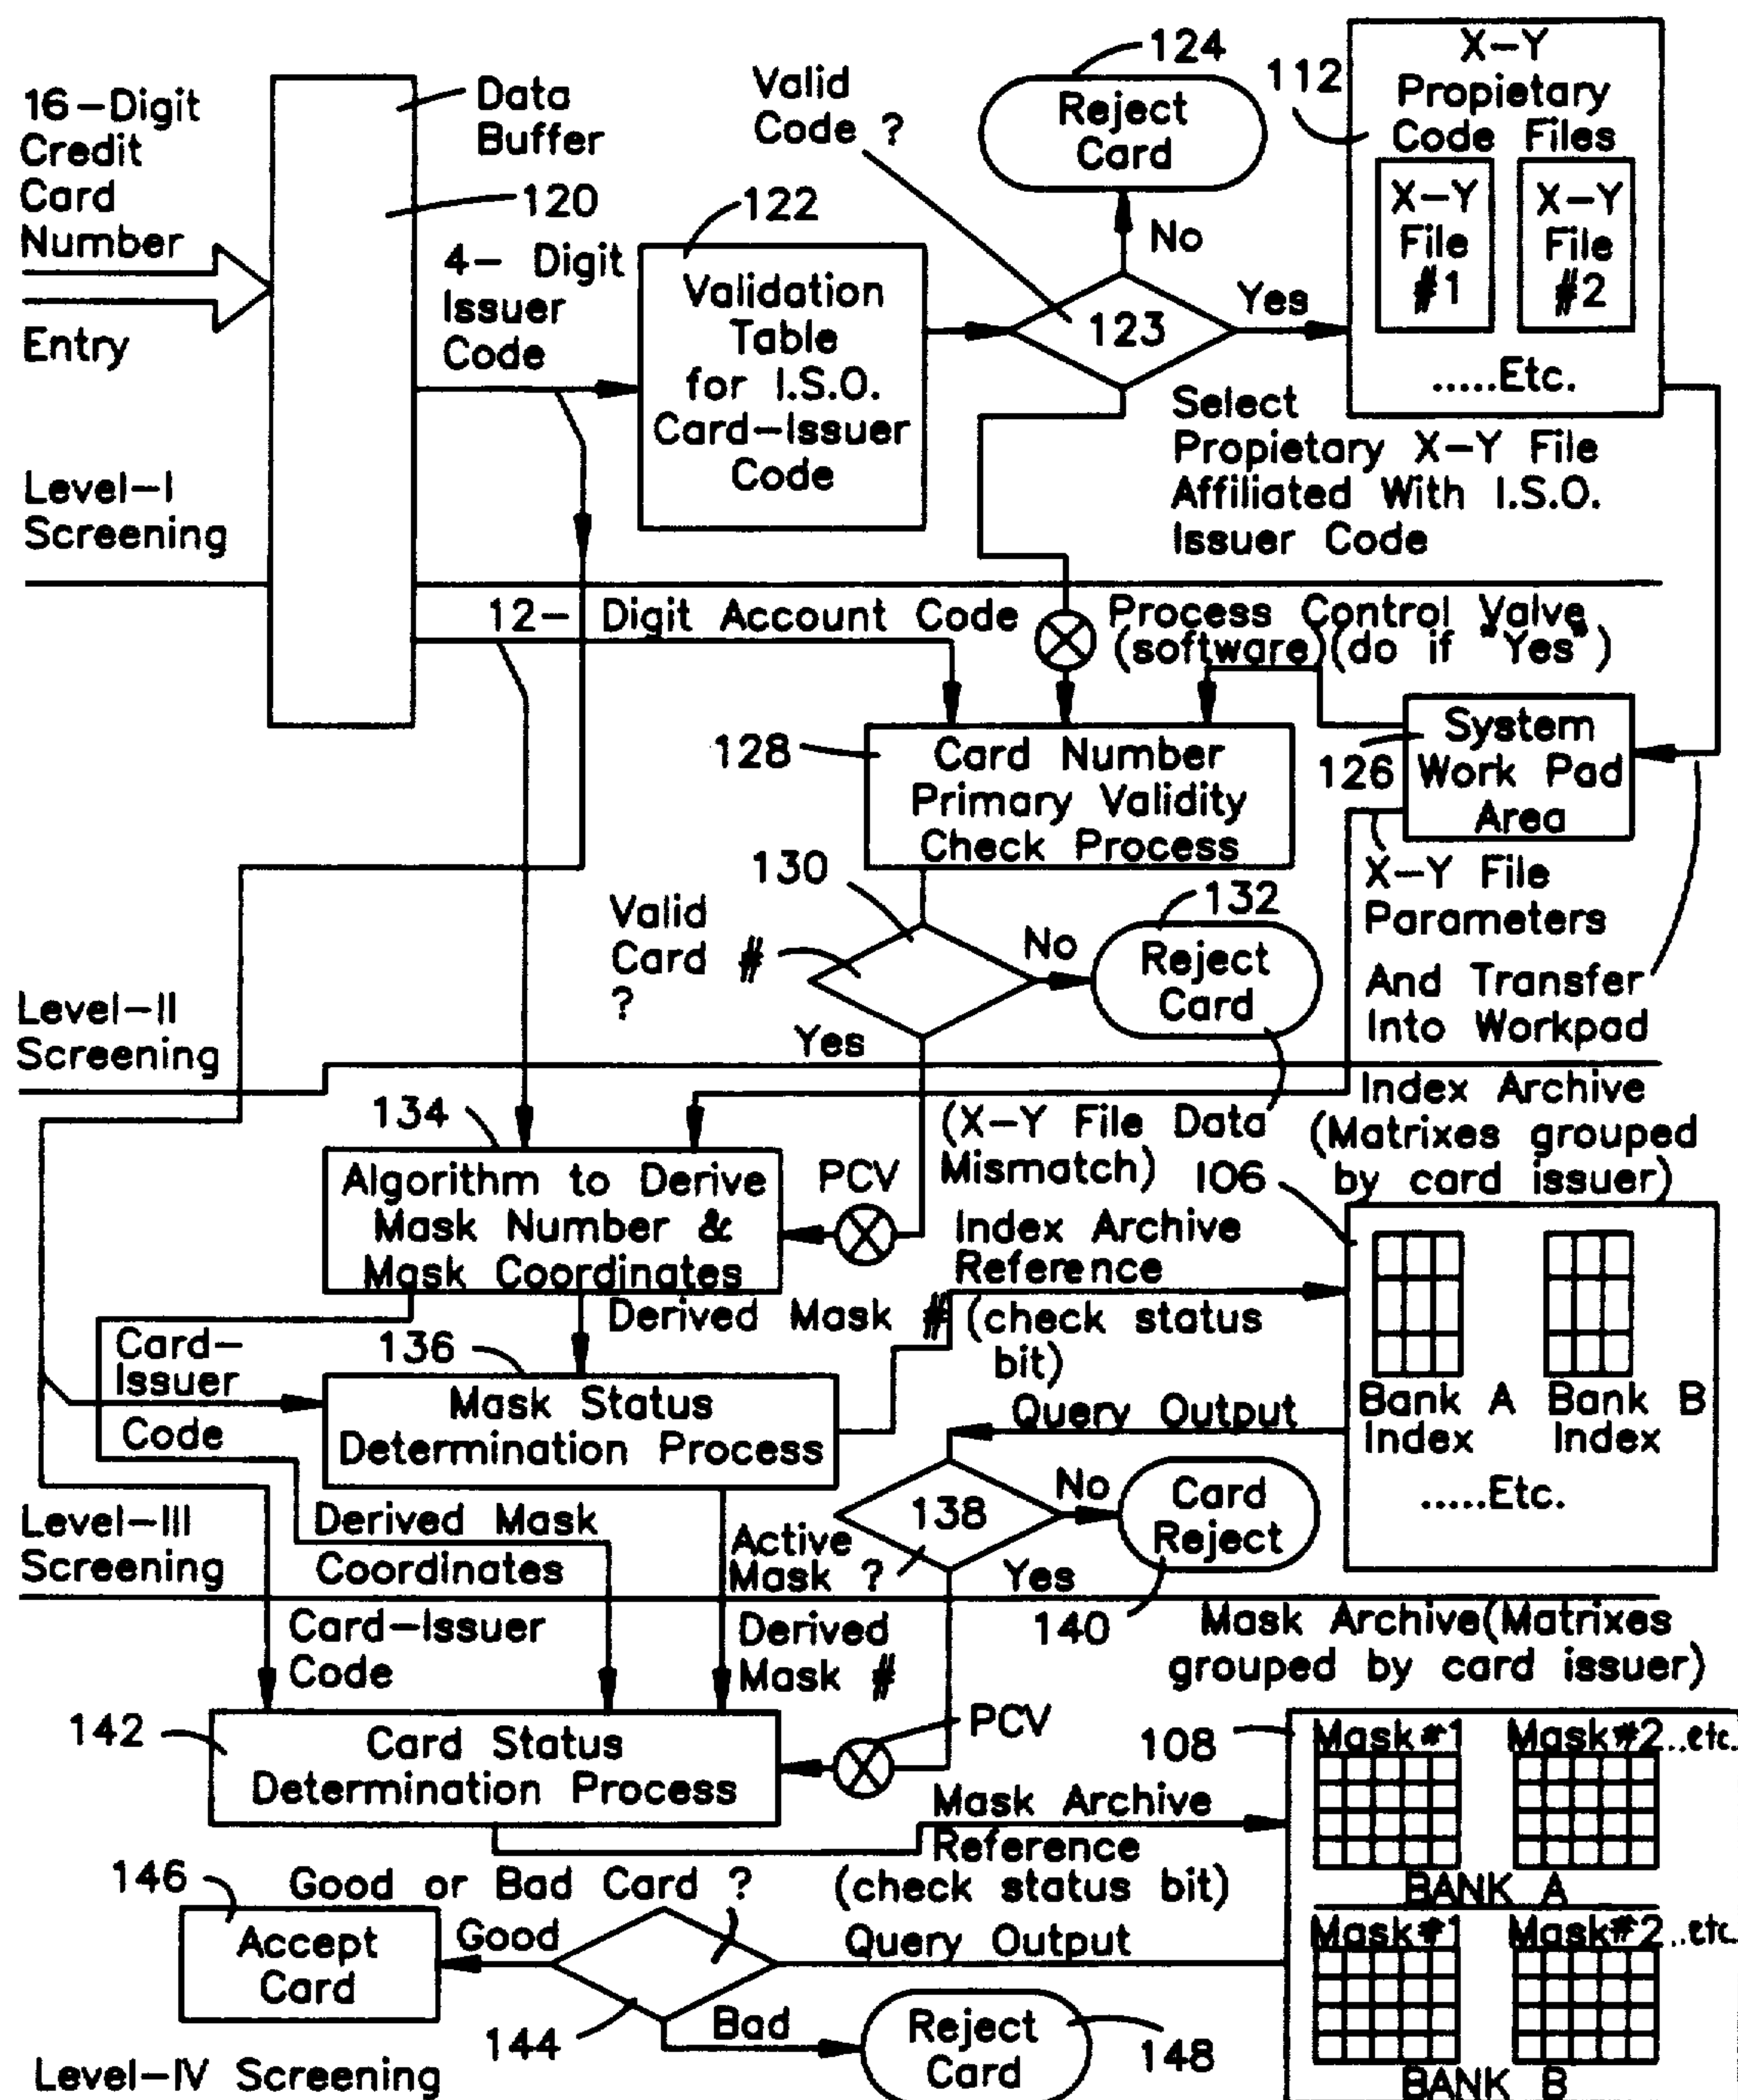 16-Digit
Credit
Card
Number
Entry
Data
Buffer
120
4- Digit
Issuer
Code
122
Validation
Table
for I.S.O.
Card-Issuer
Code
Valid
Code ?
123
124
Reject
Card
No
Yes
112
X-Y
Propietary
Code Files
X-Y
File
#1
X-Y
File
#2
.....Etc.
Select
Propietary X-Y File
Affiliated With I.S.O.
Issuer Code
Level-I
Screening
12- Digit Account Code
Process Control Valve
(software)(do if "Yes")
128
Card Number
Primary Validity
Check Process
126
System
Work Pad
Area
X-Y File
Parameters
And Transfer
Into Workpad
130
Valid
Card #
?
No
132
Reject
Card
Yes
Level-II
Screening
(X-Y File Data
Mismatch)
134
Algorithm to Derive
Mask Number &
Mask Coordinates
PCV
Index Archive
(Matrixes grouped
by card issuer)
106
Index Archive
Reference
(check status
bit)
Derived Mask #
Card-
Issuer
Code
136
Mask Status
Determination Process
Bank A
Index
Bank B
Index
.....Etc.
Query Output
138
No
Card
Reject
140
Active
Mask ?
Yes
Derived Mask
Coordinates
Level-III
Screening
Card-Issuer
Code
Derived
Mask #
Mask Archive(Matrixes
grouped by card issuer)
142
Card Status
Determination Process
PCV
108
Mask#1
Mask#2..etc.
BANK A
Mask#1
Mask#2..etc.
BANK B
Mask Archive
Reference
(check status bit)
146
Good or Bad Card ?
Accept
Card
Good
Query Output
144
Bad
Reject
Card
148
Level-IV Screening